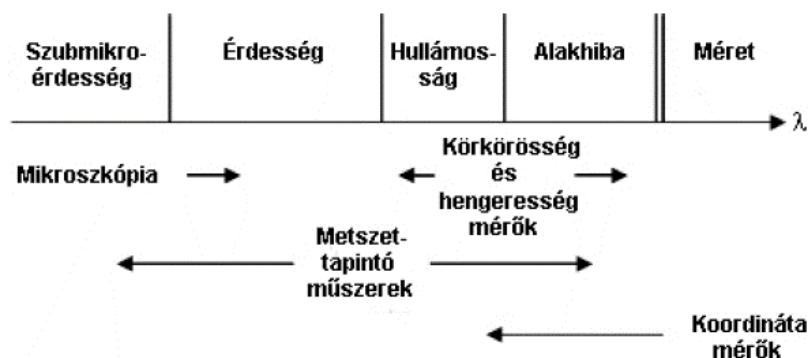 Szubmikro-
érdesség
Érdesség
Hullámos-
ság
Alakhiba
Méret
λ
Mikroszkópia
Körkörösség
és
hengeresség
mérők
Metszet-
tapintó
műszerek
Koordináta
mérők